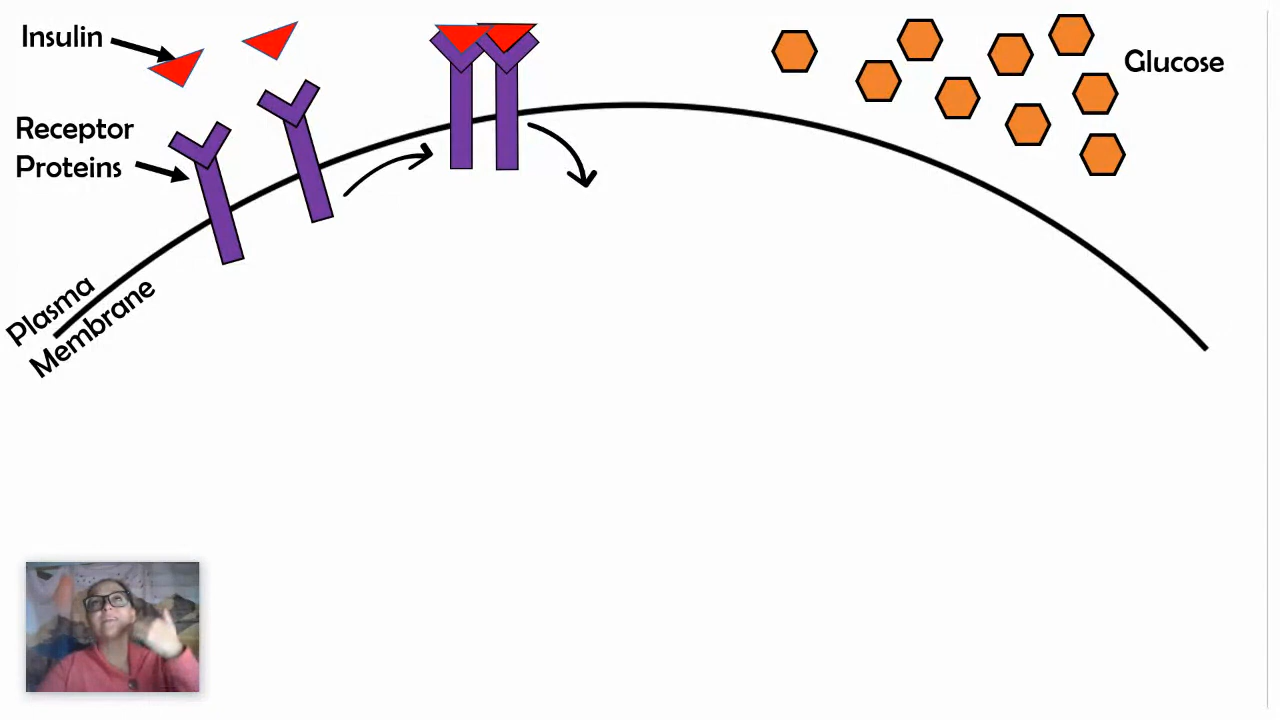 Insulin
Receptor
Proteins
Plasma
Membrane
Glucose